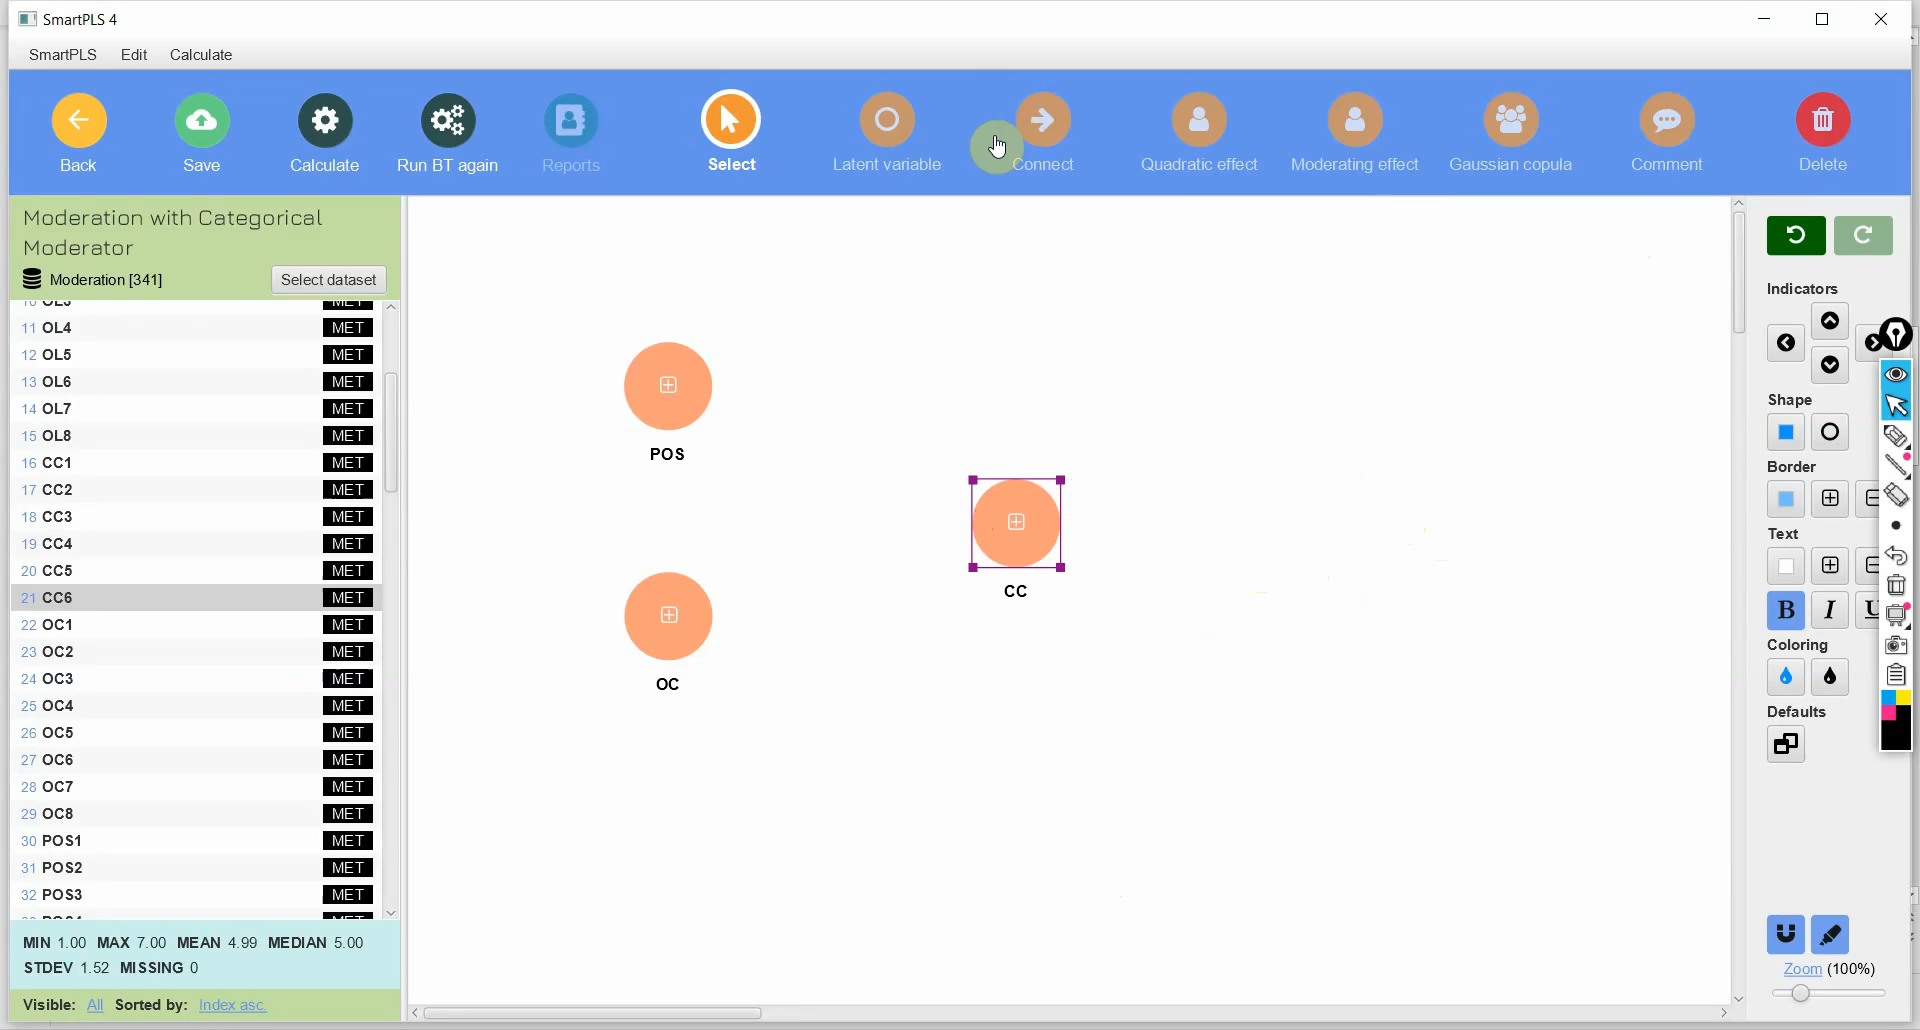 SmartPLS 4
SmartPLS Edit Calculate
Back Save Calculate Run BT again Reports Select Latent variable Connect Quadratic effect Moderating effect Gaussian copula Comment Delete
Moderation with Categorical
Moderator
Moderation [341] Select dataset
10 OL3 MET
11 OL4 MET
12 OL5 MET
13 OL6 MET
14 OL7 MET
15 OL8 MET
16 CC1 MET
17 CC2 MET
18 CC3 MET
19 CC4 MET
20 CC5 MET
21 CC6 MET
22 OC1 MET
23 OC2 MET
24 OC3 MET
25 OC4 MET
26 OC5 MET
27 OC6 MET
28 OC7 MET
29 OC8 MET
30 POS1 MET
31 POS2 MET
32 POS3 MET
MIN 1.00 MAX 7.00 MEAN 4.99 MEDIAN 5.00
STDEV 1.52 MISSING 0
Visible: All Sorted by: Index asc.
POS
OC
CC
Indicators
Shape
Border
Text
B I U
Coloring
Defaults
Zoom (100%)